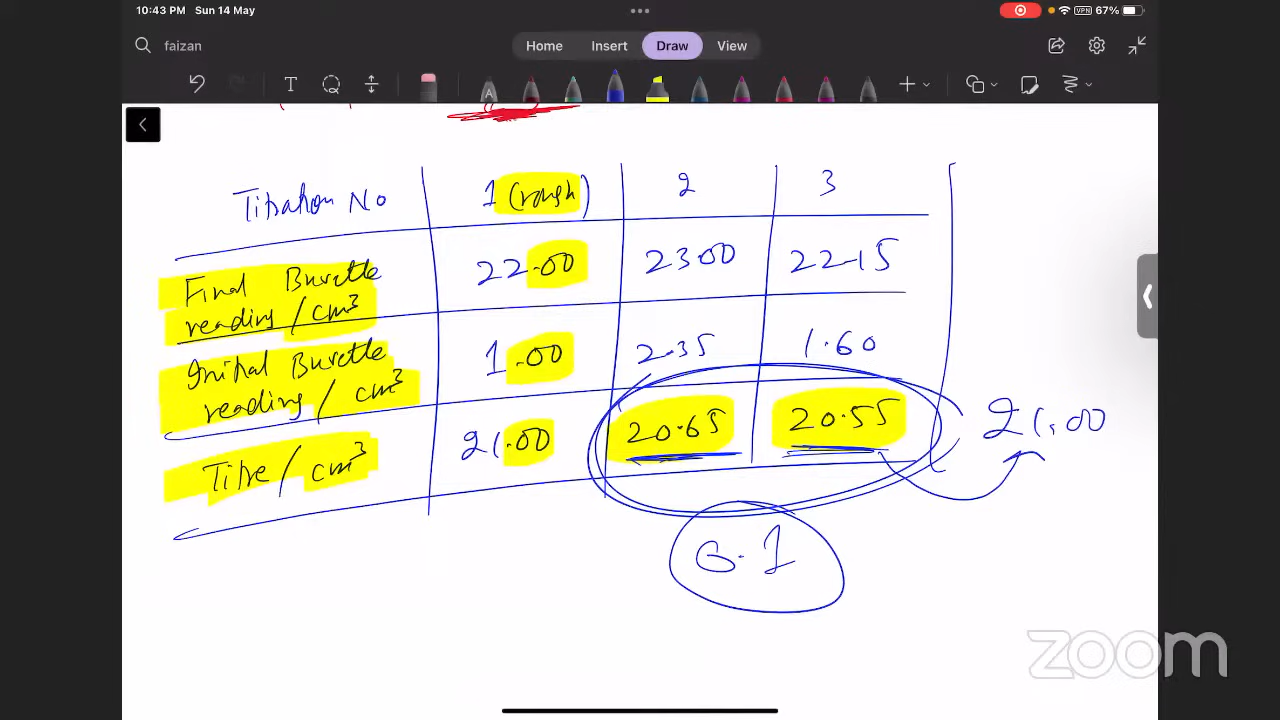 10:43 PM Sun 14 May
VPN 67%
faizan
Home Insert Draw View
Titration No 1 (rough) 2 3
Final Burette reading / cm³ 22.00 23.00 22.15
Initial Burette reading / cm³ 1.00 2.35 1.60
Titre / cm³ 21.00 20.65 20.55
21.00
0.1
zoom